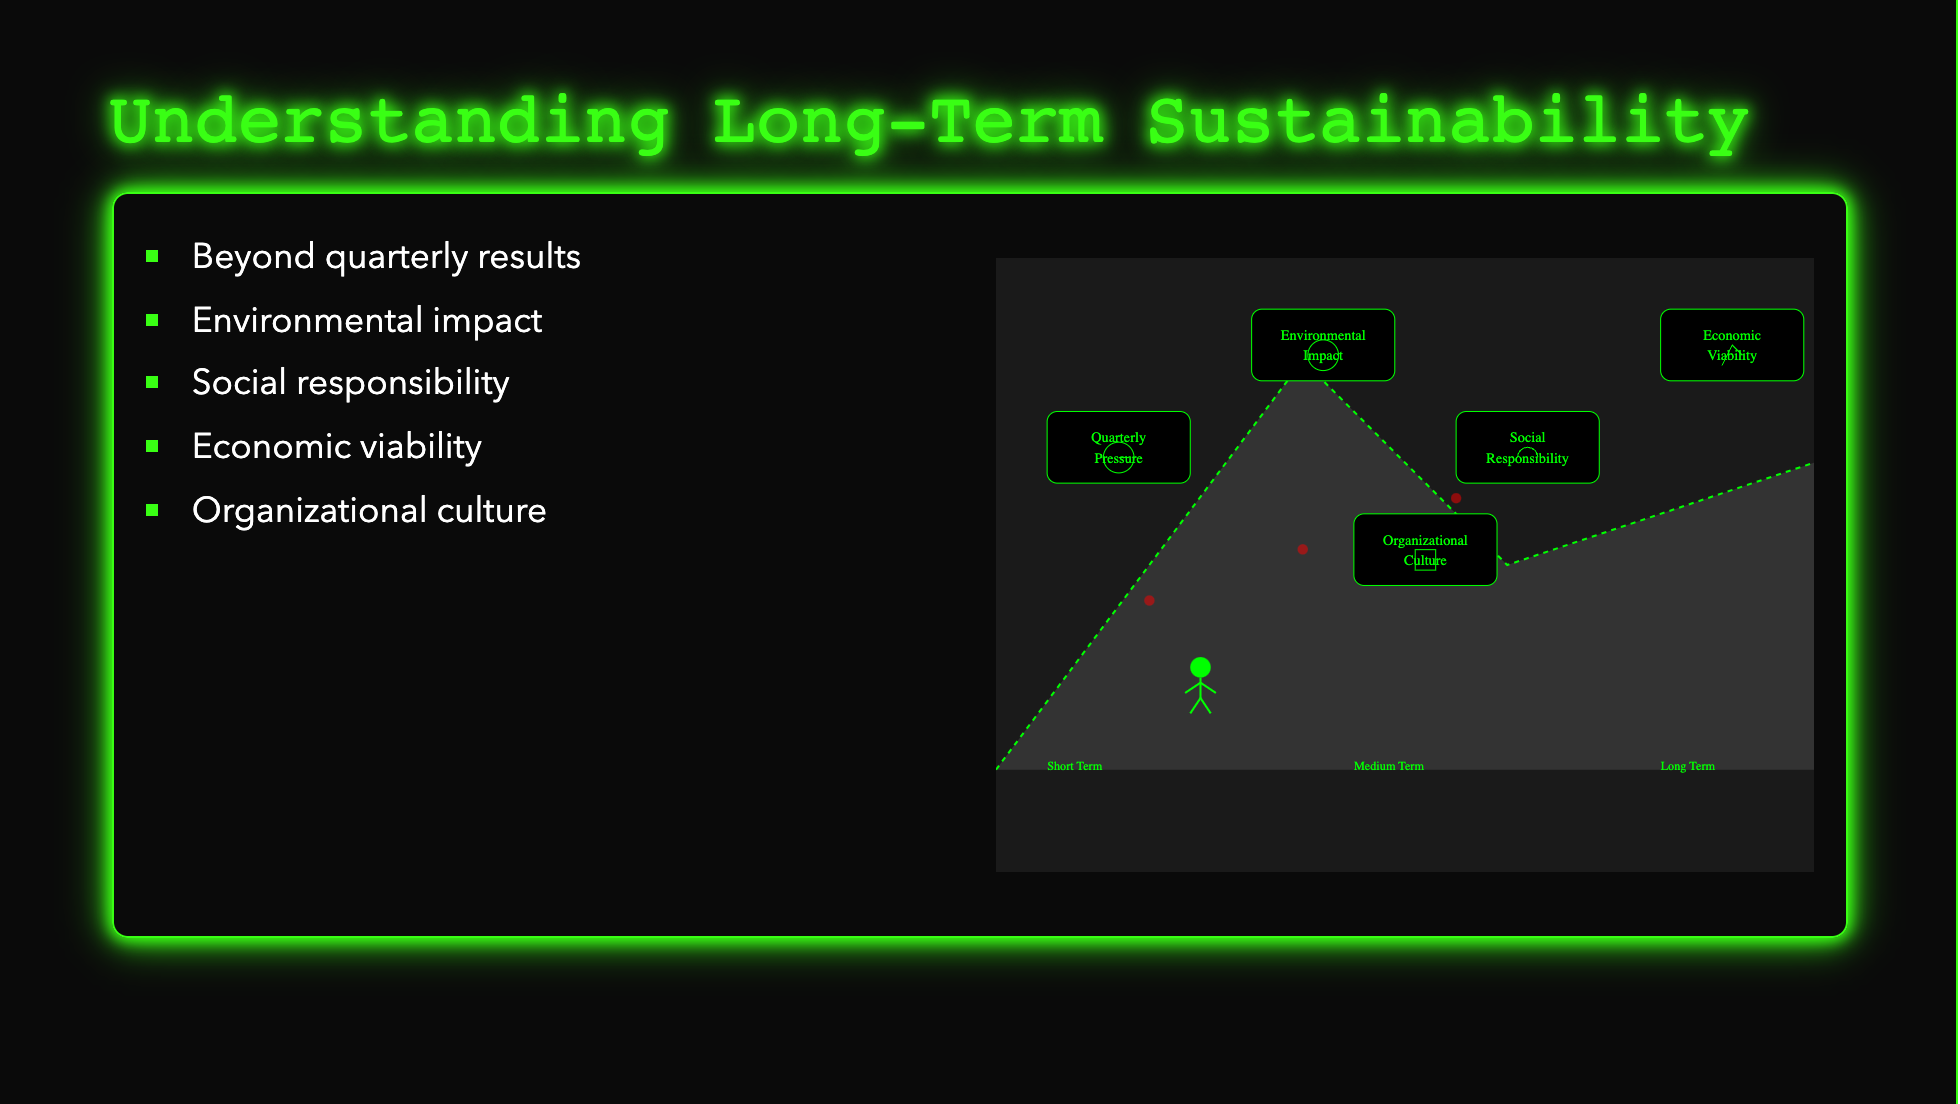 Understanding Long-Term Sustainability
Beyond quarterly results
Environmental impact
Social responsibility
Economic viability
Organizational culture
Environmental
Impact
Economic
Viability
Quarterly
Pressure
Social
Responsibility
Organizational
Culture
Short Term
Medium Term
Long Term